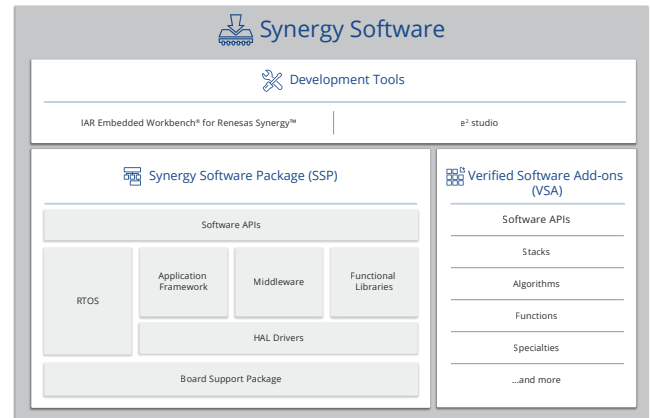 Synergy Software
Development Tools
IAR Embedded Workbench® for Renesas Synergy™
e² studio
Synergy Software Package (SSP)
Software APIs
RTOS
Application
Framework
Middleware
Functional
Libraries
HAL Drivers
Board Support Package
Verified Software Add-ons
(VSA)
Software APIs
Stacks
Algorithms
Functions
Specialties
...and more